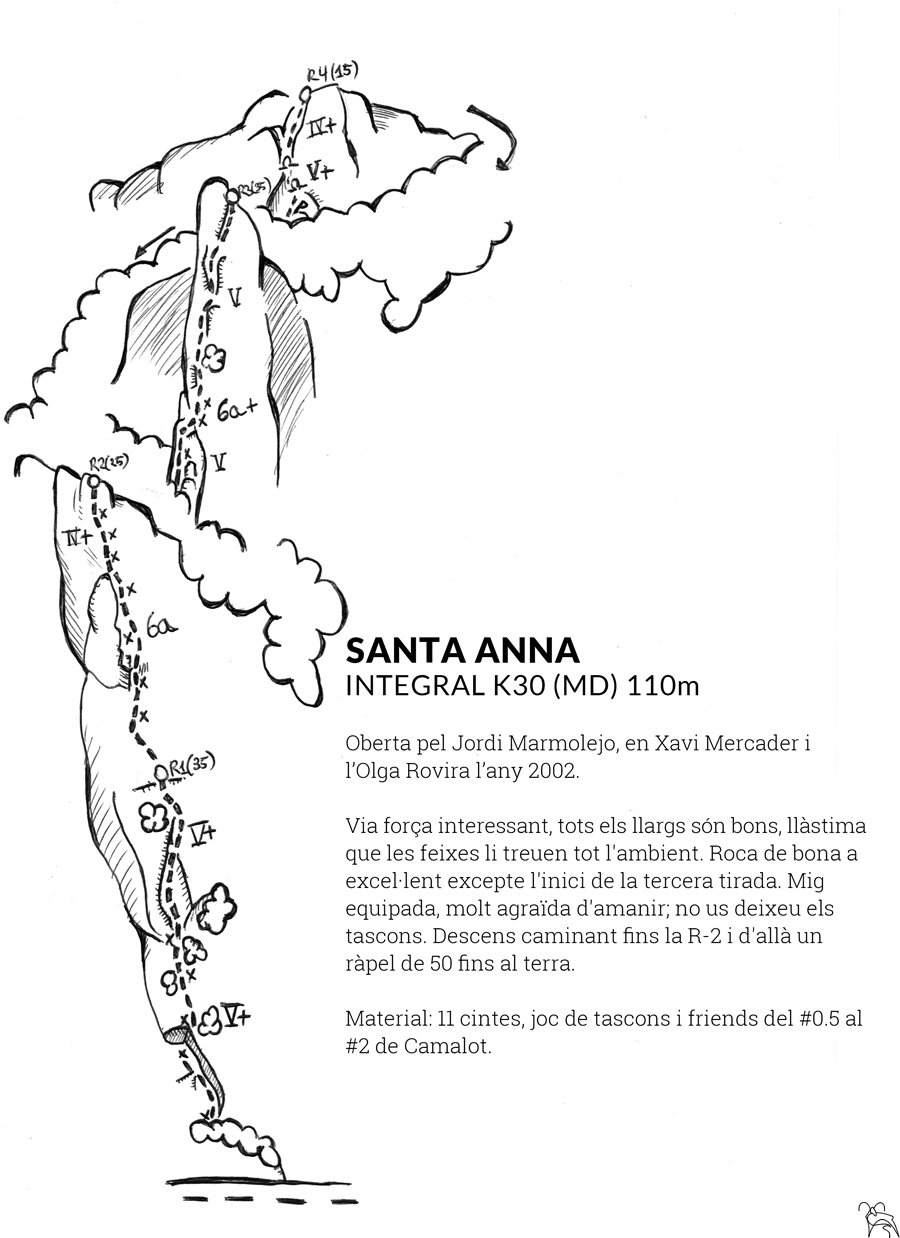 R4(15)
IV+
V+
R3(35)
V
6a+
V
R2(25)
IV+
6a
R1(35)
V+
V+
V
SANTA ANNA
INTEGRAL K30 (MD) 110m
Oberta pel Jordi Marmolejo, en Xavi Mercader i
l'Olga Rovira l'any 2002.
Via força interessant, tots els llargs són bons, llàstima
que les feixes li treuen tot l'ambient. Roca de bona a
excel·lent excepte l'inici de la tercera tirada. Mig
equipada, molt agraïda d'amanir; no us deixeu els
tascons. Descens caminant fins la R-2 i d'allà un
ràpel de 50 fins al terra.
Material: 11 cintes, joc de tascons i friends del #0.5 al
#2 de Camalot.